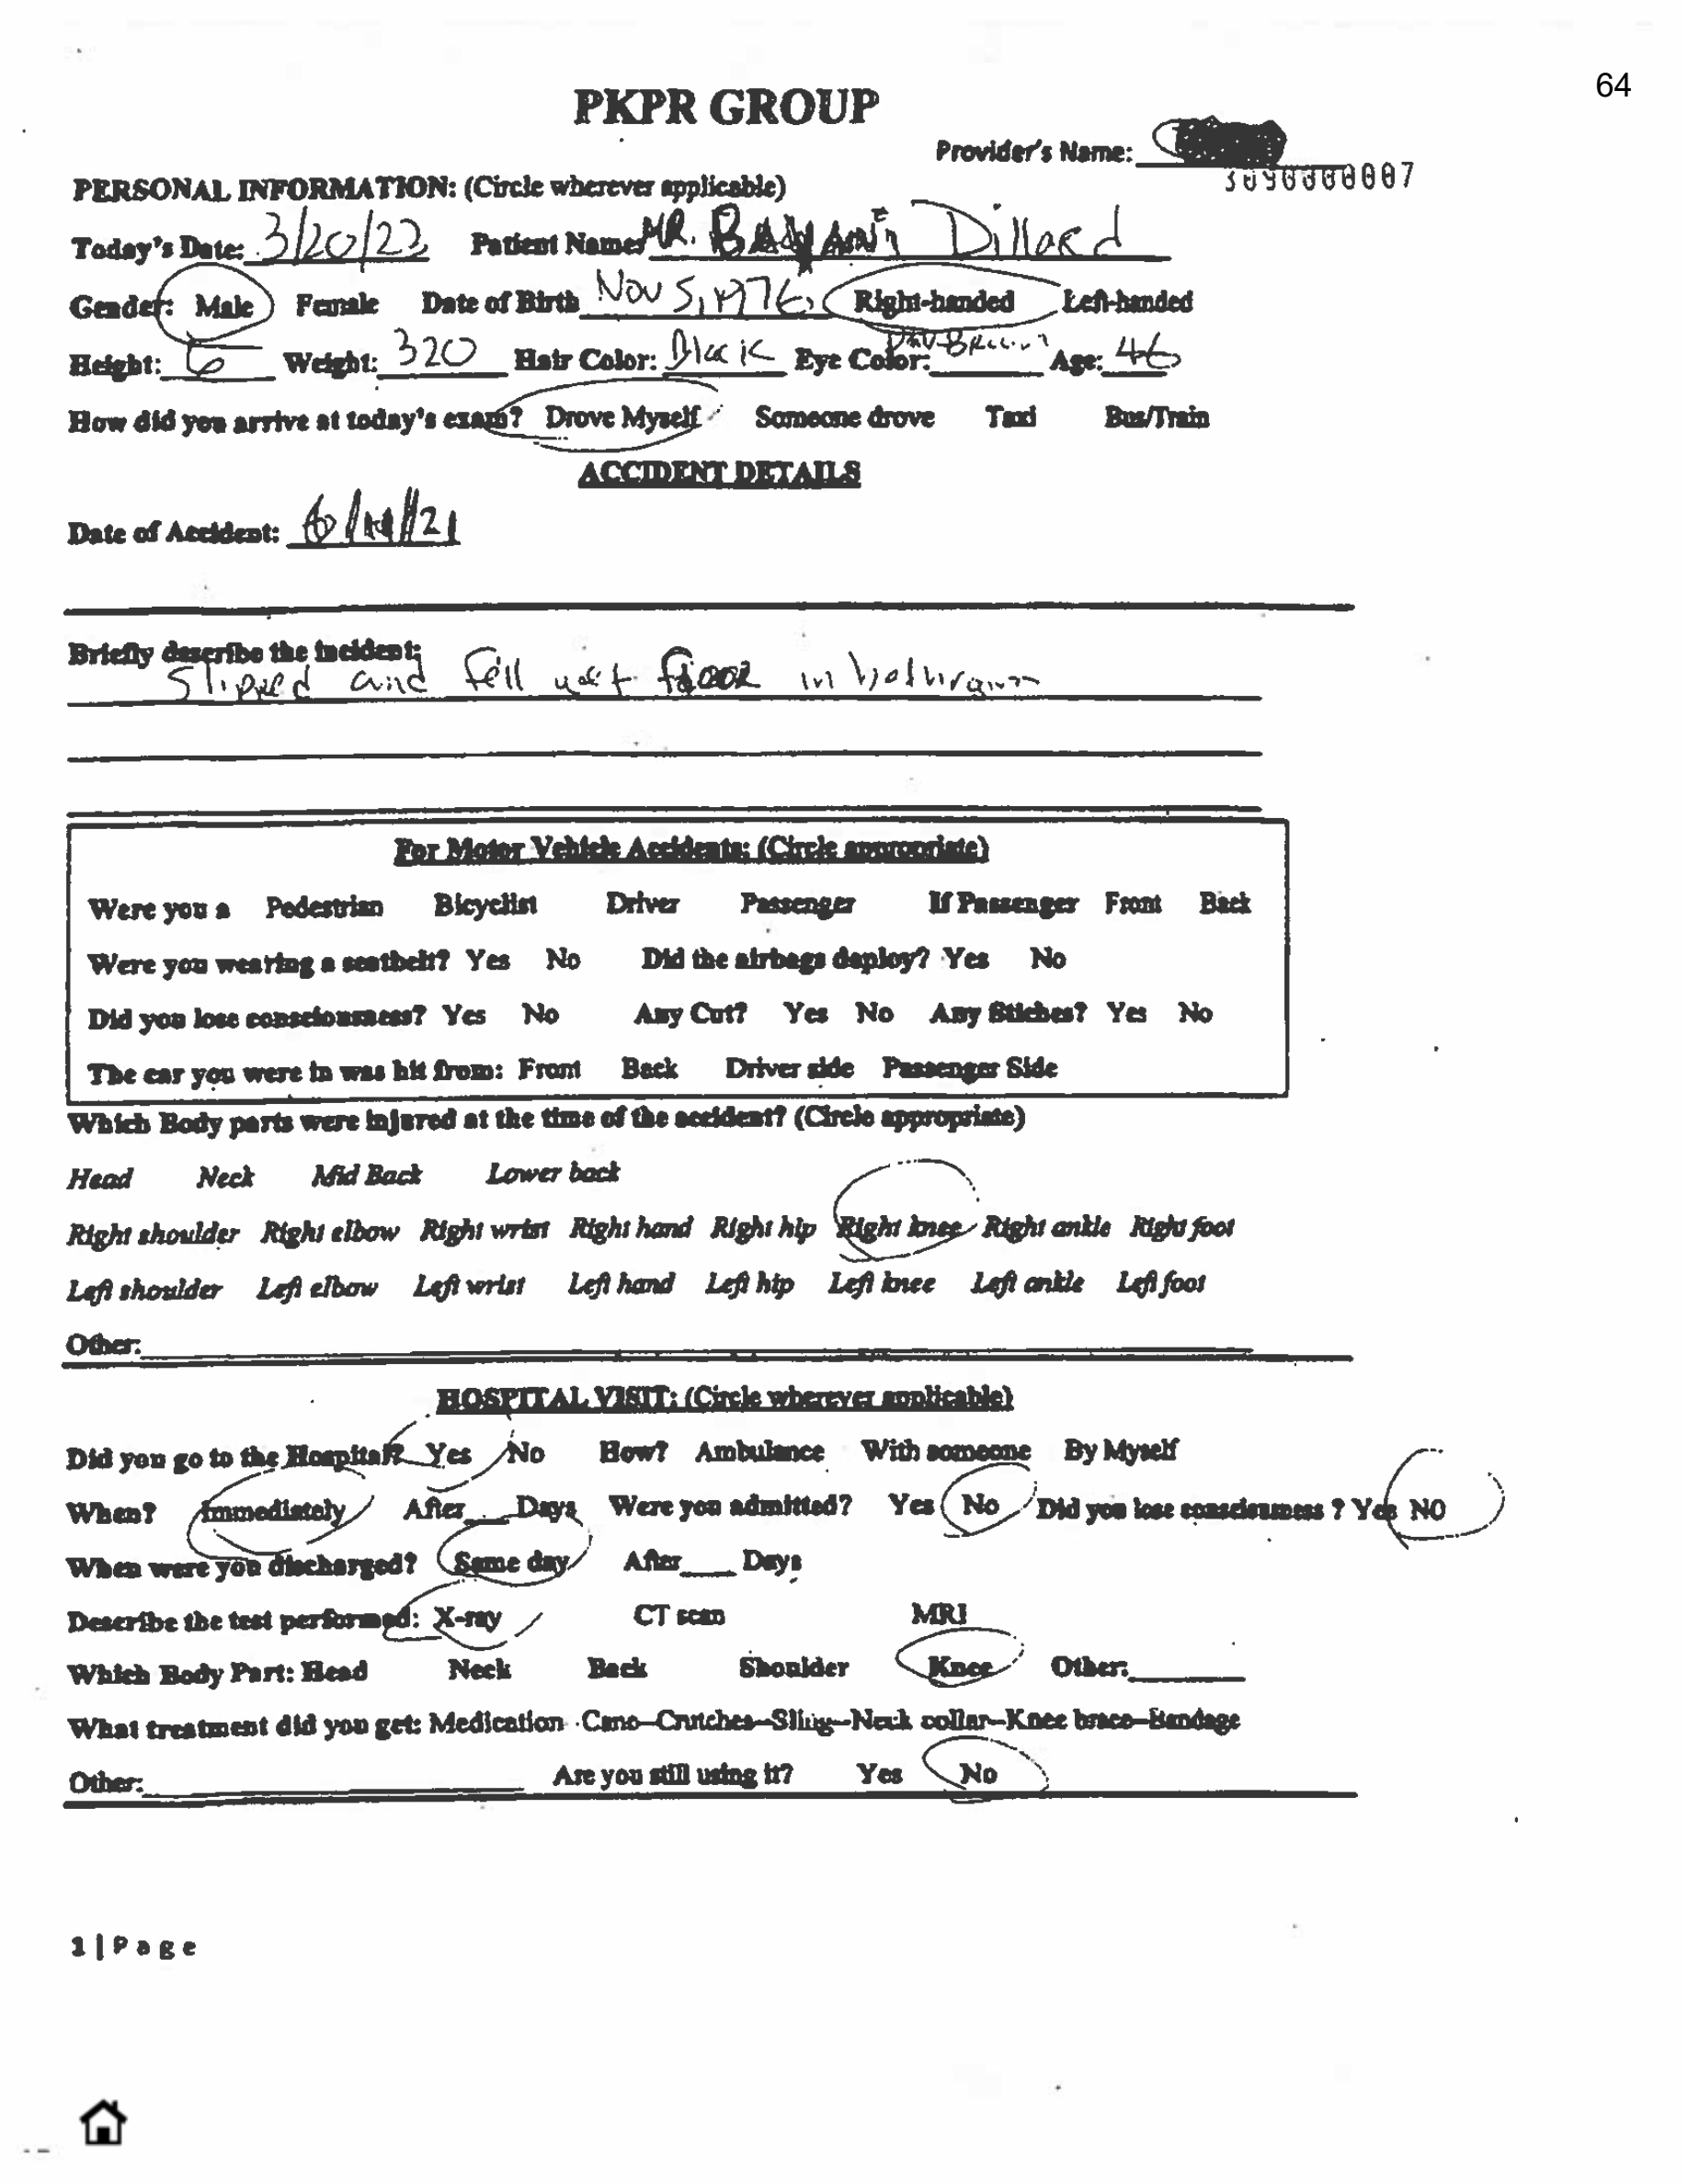 64
PKPR GROUP
Provider's Name:
3090000007
PERSONAL INFORMATION: (Circle wherever applicable)
Today's Date: 3/20/23 Patient Name: MR. Dillard
Gender: Male Female Date of Birth Nov 5, 1976 Right-handed Left-handed
Height: 6 Weight: 320 Hair Color: Black Eye Color: Brown Age: 46
How did you arrive at today's exam? Drove Myself Someone drove Taxi Bus/Train
ACCIDENT DETAILS
Date of Accident:
Briefly describe the incident:
Slipped and fell wet floor in bathroom
For Motor Vehicle Accidents: (Circle appropriate)
Were you a Pedestrian Bicyclist Driver Passenger If Passenger Front Back
Were you wearing a seatbelt? Yes No Did the airbags deploy? Yes No
Did you lose consciousness? Yes No Any Cut? Yes No Any Stiches? Yes No
The car you were in was hit from: Front Back Driver side Passenger Side
Which Body parts were injured at the time of the accident? (Circle appropriate)
Head Neck Mid Back Lower back
Right shoulder Right elbow Right wrist Right hand Right hip Right knee Right ankle Right foot
Left shoulder Left elbow Left wrist Left hand Left hip Left knee Left ankle Left foot
Other:
HOSPITAL VISIT: (Circle wherever applicable)
Did you go to the Hospital? Yes No How? Ambulance With someone By Myself
When? Immediately After___Days Were you admitted? Yes No Did you lose consciousness ? Yes NO
When were you discharged? Same day After____ Days
Describe the test performed: X-ray CT scan MRI
Which Body Part: Head Neck Back Shoulder Knee Other:
What treatment did you get: Medication -Cane-Crutches-Sling-Neck collar-Knee brace-Bandage
Other: Are you still using it? Yes No
1 | Page